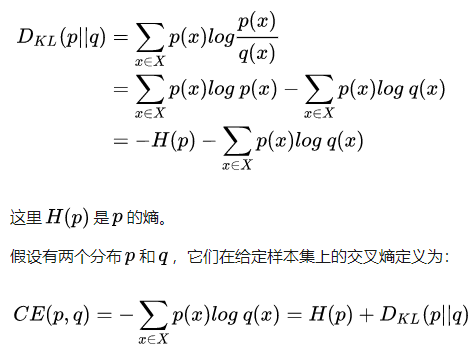 $D_{KL}(p||q) = \sum_{x \in X} p(x) log \frac{p(x)}{q(x)}$
$= \sum_{x \in X} p(x) log\, p(x) - \sum_{x \in X} p(x) log\, q(x)$
$= -H(p) - \sum_{x \in X} p(x) log\, q(x)$
这里 $H(p)$ 是 $p$ 的熵。
假设有两个分布 $p$ 和 $q$ ，它们在给定样本集上的交叉熵定义为：
$CE(p, q) = -\sum_{x \in X} p(x) log\, q(x) = H(p) + D_{KL}(p||q)$